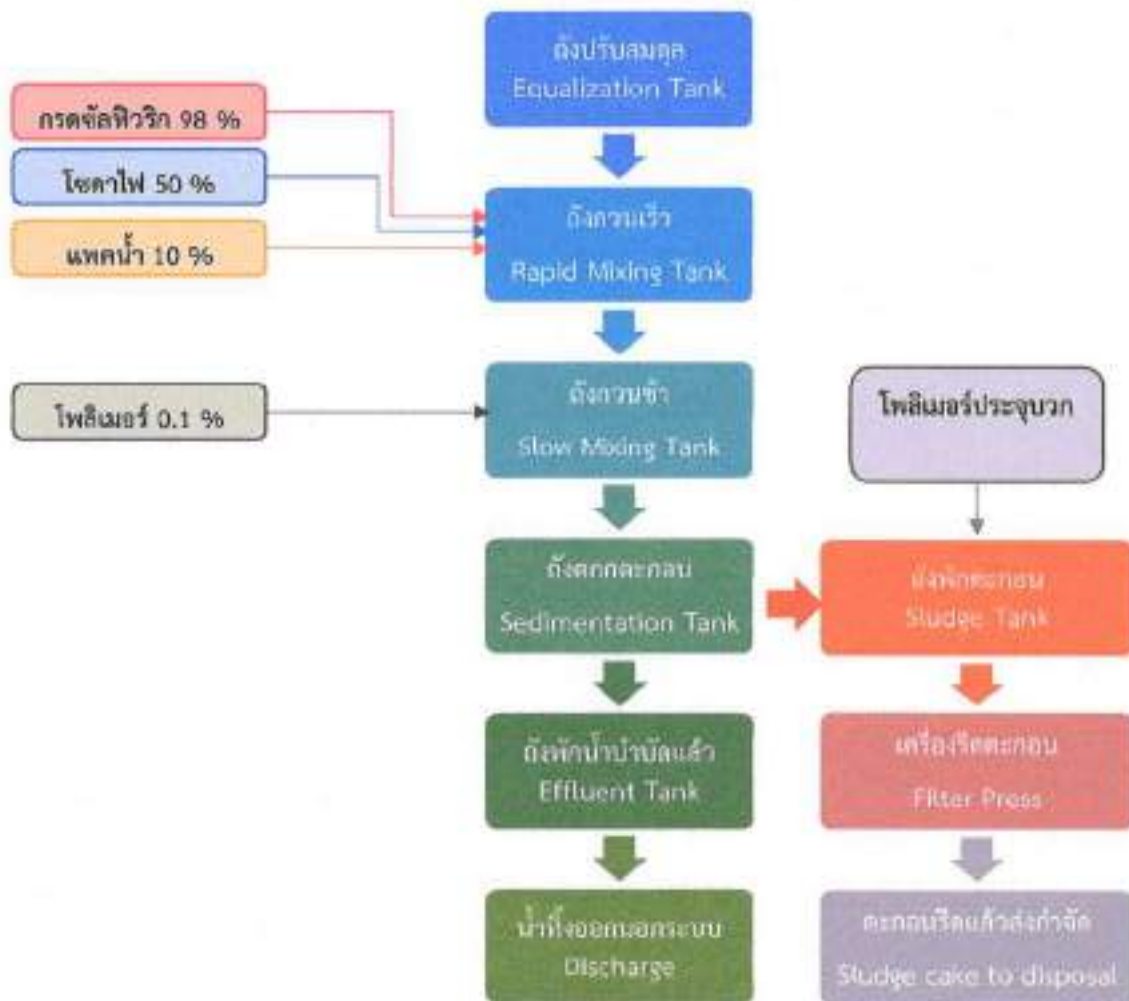 ถังปรับสมดุล
Equalization Tank
กรดซัลฟิวริก 98 %
โซดาไฟ 50 %
แพคน้ำ 10 %
ถังกวนเร็ว
Rapid Mixing Tank
โพลิเมอร์ 0.1 %
ถังกวนช้า
Slow Mixing Tank
โพลิเมอร์ประจุบวก
ถังตกตะกอน
Sedimentation Tank
ถังพักตะกอน
Sludge Tank
ถังพักน้ำบำบัดแล้ว
Effluent Tank
เครื่องรีดตะกอน
Filter Press
น้ำทิ้งออกนอกระบบ
Discharge
ตะกอนรีดแล้วส่งกำจัด
Sludge cake to disposal